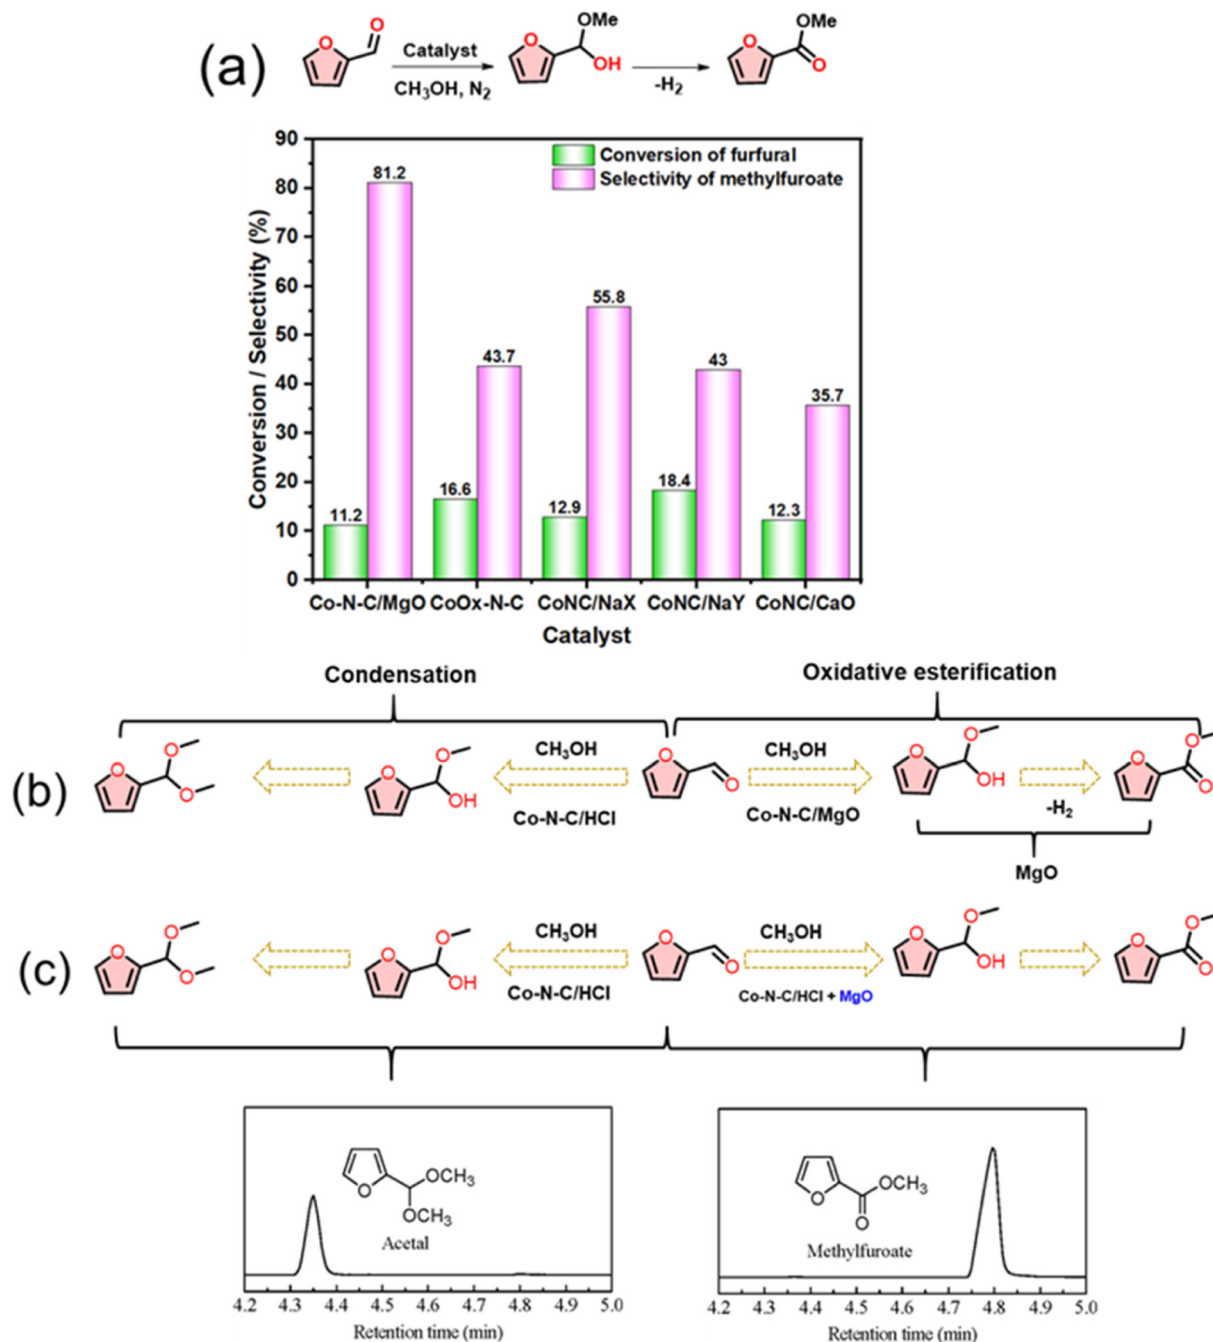 (a)
O
O
Catalyst
CH₃OH, N₂
O
OMe
OH
-H₂
O
OMe
O
Conversion / Selectivity (%)
90
80
70
60
50
40
30
20
10
0
Conversion of furfural
Selectivity of methylfuroate
11.2
81.2
16.6
43.7
12.9
55.8
18.4
43
12.3
35.7
Co-N-C/MgO CoOx-N-C CoNC/NaX CoNC/NaY CoNC/CaO
Catalyst
Condensation
Oxidative esterification
(b)
O
O
O
O
O
OH
CH₃OH
Co-N-C/HCl
O
O
CH₃OH
Co-N-C/MgO
O
O
OH
-H₂
O
O
O
MgO
(c)
O
O
O
O
O
OH
CH₃OH
Co-N-C/HCl
O
O
CH₃OH
Co-N-C/HCl + MgO
O
O
OH
O
O
O
O
OCH₃
OCH₃
Acetal
4.2 4.3 4.4 4.5 4.6 4.7 4.8 4.9 5.0
Retention time (min)
O
OCH₃
O
Methylfuroate
4.2 4.3 4.4 4.5 4.6 4.7 4.8 4.9 5.0
Retention time (min)